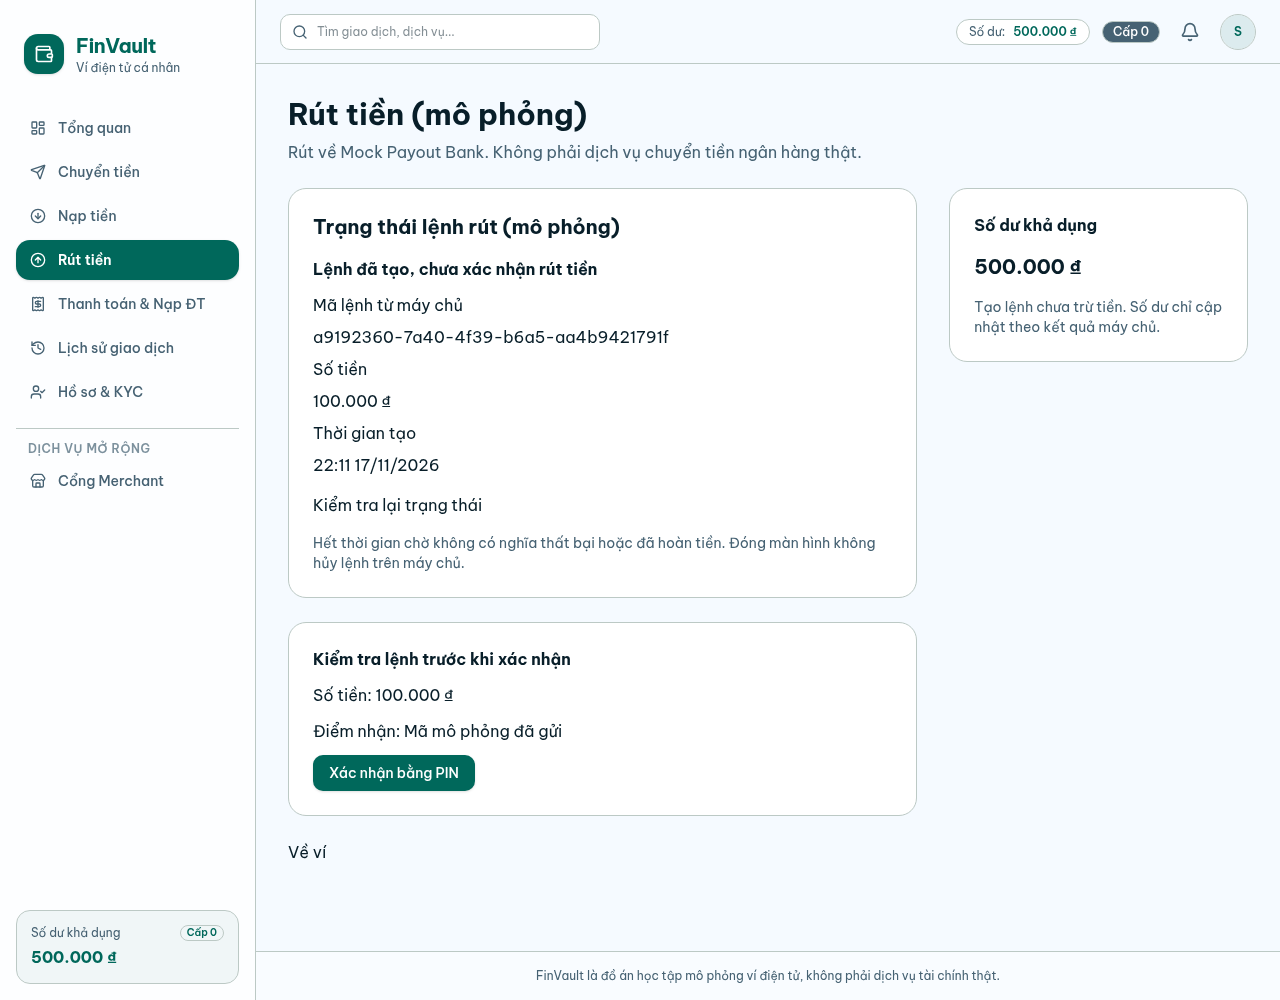 FinVault
Ví điện tử cá nhân
Tổng quan
Chuyển tiền
Nạp tiền
Rút tiền
Thanh toán & Nạp ĐT
Lịch sử giao dịch
Hồ sơ & KYC
DỊCH VỤ MỞ RỘNG
Cổng Merchant
Số dư khả dụng
Cấp 0
500.000 ₫
Tìm giao dịch, dịch vụ...
Số dư: 500.000 ₫
Cấp 0
S
Rút tiền (mô phỏng)
Rút về Mock Payout Bank. Không phải dịch vụ chuyển tiền ngân hàng thật.
Trạng thái lệnh rút (mô phỏng)
Lệnh đã tạo, chưa xác nhận rút tiền
Mã lệnh từ máy chủ
a9192360-7a40-4f39-b6a5-aa4b9421791f
Số tiền
100.000 ₫
Thời gian tạo
22:11 17/11/2026
Kiểm tra lại trạng thái
Hết thời gian chờ không có nghĩa thất bại hoặc đã hoàn tiền. Đóng màn hình không
hủy lệnh trên máy chủ.
Kiểm tra lệnh trước khi xác nhận
Số tiền: 100.000 ₫
Điểm nhận: Mã mô phỏng đã gửi
Xác nhận bằng PIN
Về ví
Số dư khả dụng
500.000 ₫
Tạo lệnh chưa trừ tiền. Số dư chỉ cập
nhật theo kết quả máy chủ.
FinVault là đồ án học tập mô phỏng ví điện tử, không phải dịch vụ tài chính thật.